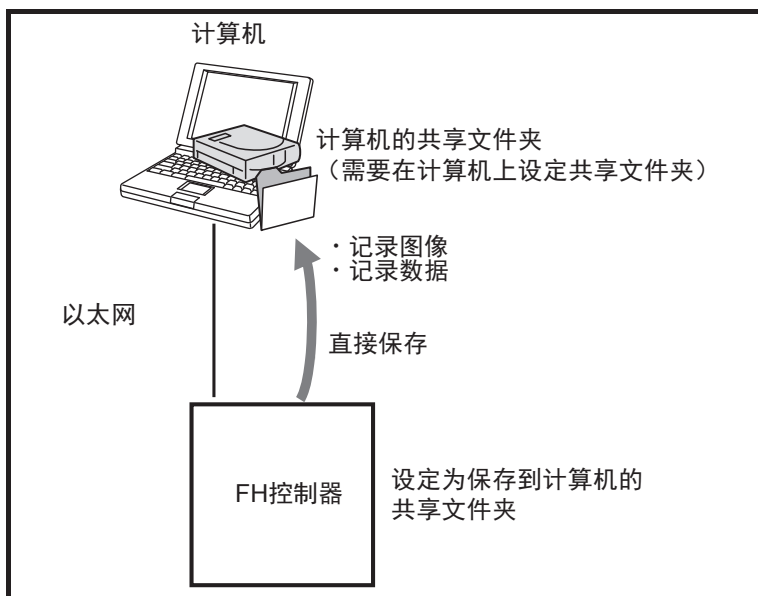 计算机
计算机的共享文件夹
（需要在计算机上设定共享文件夹）
・记录图像
・记录数据
以太网
直接保存
FH控制器
设定为保存到计算机的
共享文件夹